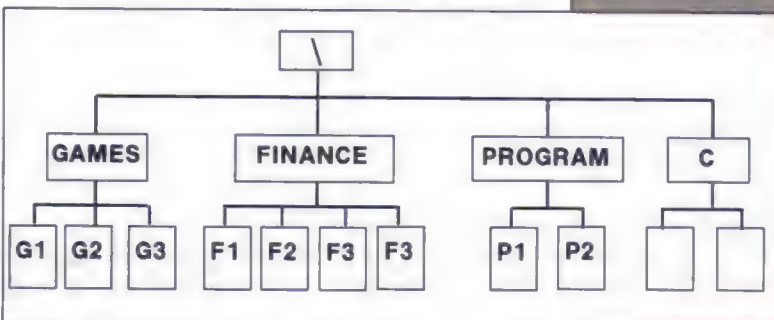 \
GAMES FINANCE PROGRAM C
G1 G2 G3 F1 F2 F3 F3 P1 P2